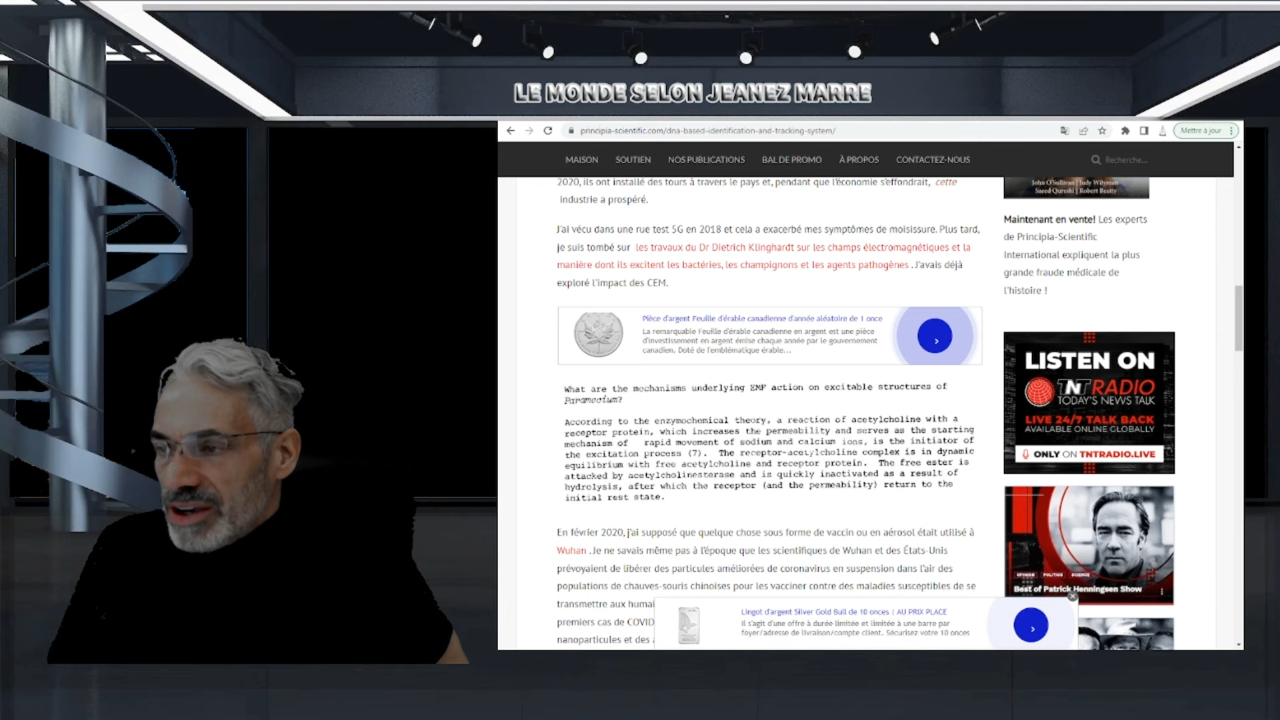 LE MONDE SELON JEANEZ MARRE
principia-scientific.com/dna-based-identification-and-tracking-system/
Mettre à jour
MAISON SOUTIEN NOS PUBLICATIONS BAL DE PROMO À PROPOS CONTACTEZ-NOUS Recherche...
2020, ils ont installé des tours à travers le pays et, pendant que l'économie s'effondrait, cette
industrie a prospéré.
J'ai vécu dans une rue test 5G en 2018 et cela a exacerbé mes symptômes de moisissure. Plus tard,
je suis tombé sur les travaux du Dr Dietrich Klinghardt sur les champs électromagnétiques et la
manière dont ils excitent les bactéries, les champignons et les agents pathogènes . J'avais déjà
exploré l'impact des CEM.
Pièce d'argent Feuille d'érable canadienne d'année aléatoire de 1 once
La remarquable Feuille d'érable canadienne en argent est une pièce
d'investissement en argent émise chaque année par le gouvernement
canadien. Doté de l'emblématique érable...
What are the mechanisms underlying EMF action on excitable structures of
Paramecium?
According to the enzymochemical theory, a reaction of acetylcholine with a
receptor protein, which increases the permeability and serves as the starting
mechanism of rapid movement of sodium and calcium ions, is the initiator of
the excitation process (7). The receptor-acetylcholine complex is in dynamic
equilibrium with free acetylcholine and receptor protein. The free ester is
attacked by acetylcholinesterase and is quickly inactivated as a result of
hydrolysis, after which the receptor (and the permeability) return to the
initial rest state.
En février 2020, j'ai supposé que quelque chose sous forme de vaccin ou en aérosol était utilisé à
Wuhan . Je ne savais même pas à l'époque que les scientifiques de Wuhan et des États-Unis
prévoyaient de libérer des particules améliorées de coronavirus en suspension dans l'air des
populations de chauves-souris chinoises pour les vacciner contre des maladies susceptibles de se
transmettre aux humai
premiers cas de COVID
nanoparticules et des
Lingot d'argent Silver Gold Bull de 10 onces | AU PRIX PLACE
Il s'agit d'une offre à durée limitée et limitée à une barre par
foyer/adresse de livraison/compte client. Sécurisez votre 10 onces
John O'Sullivan | Judy Wilyman
Saeed Qureshi | Robert Beatty
Maintenant en vente! Les experts
de Principia-Scientific
International expliquent la plus
grande fraude médicale de
l'histoire !
LISTEN ON
TNT RADIO
TODAY'S NEWS TALK
LIVE 24/7 TALK BACK
AVAILABLE ONLINE GLOBALLY
ONLY ON TNTRADIO.LIVE
OPINION POLITICS SCIENCE
Best of Patrick Henningsen Show